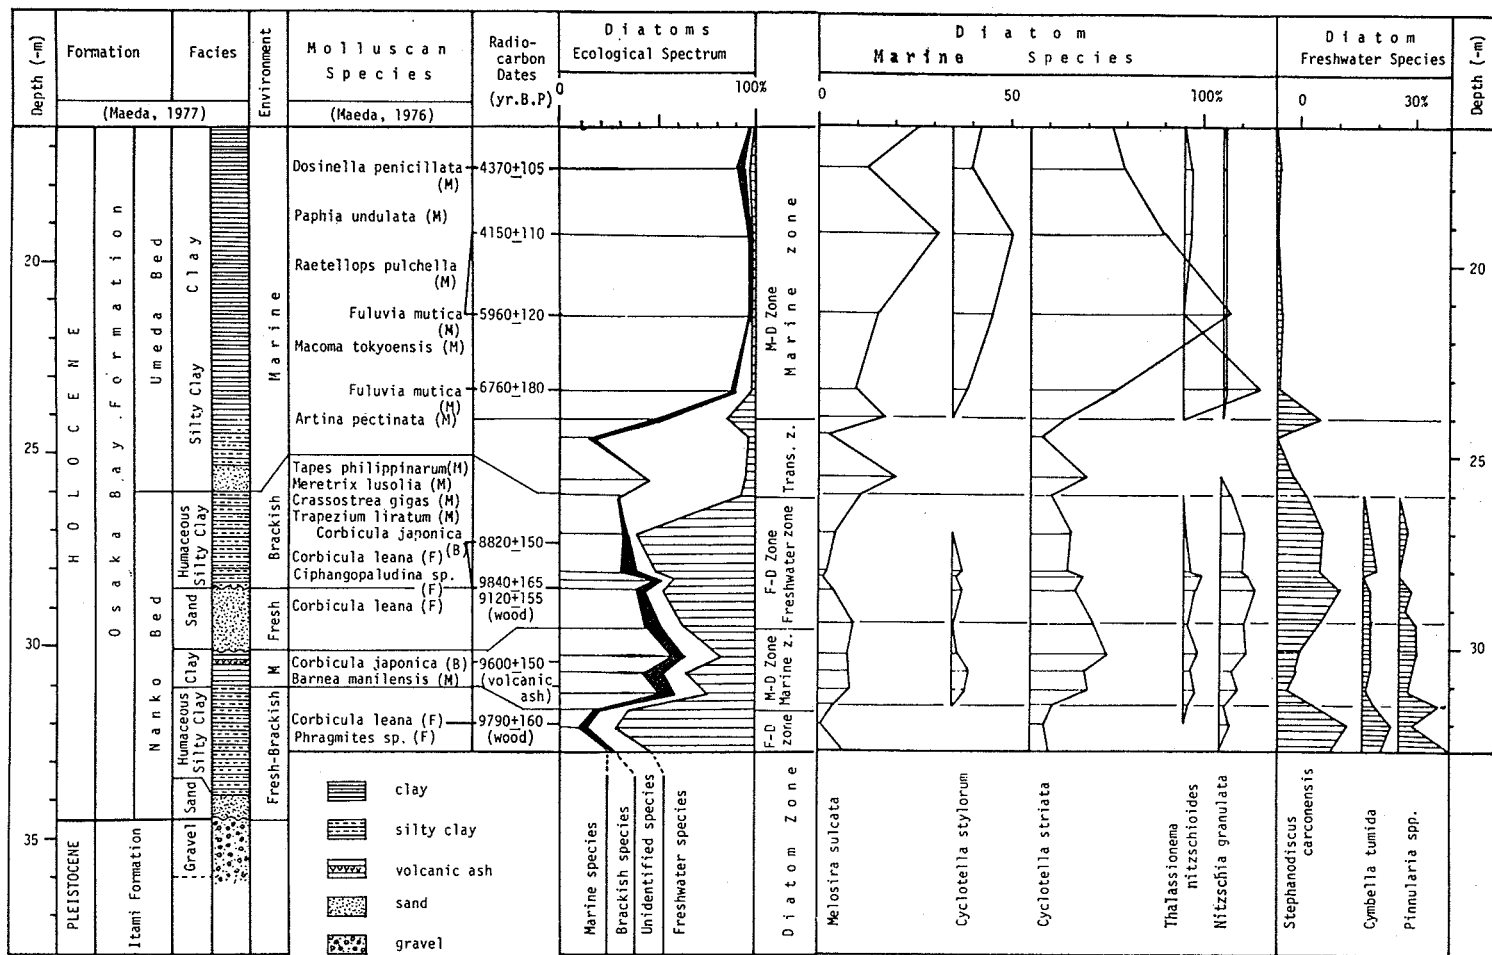 Depth (-m)
Formation
Facies
(Maeda, 1977)
Environment
Molluscan
Species
(Maeda, 1976)
Radio-
carbon
Dates
(yr.B.P)
Diatoms
Ecological Spectrum
0
100%
Diatom
Marine Species
0
50
100%
Diatom
Freshwater Species
0
30%
Depth (-m)
20
25
30
35
HOLOCENE
PLEISTOCENE
Osaka Bay Formation
Itami Formation
Umeda Bed
Nanko Bed
Clay
Silty Clay
Humaceous
Silty Clay
Sand
Clay
Humaceous
Silty Clay
Sand
Gravel
Marine
Brackish
Fresh
M
Fresh-Brackish
Dosinella penicillata
(M)
Paphia undulata (M)
Raetellops pulchella
(M)
Fuluvia mutica
(M)
Macoma tokyoensis (M)
Fuluvia mutica
(M)
Artina pectinata (M)
Tapes philippinarum(M)
Meretrix lusolia (M)
Crassostrea gigas (M)
Trapezium liratum (M)
Corbicula japonica
(B)
Corbicula leana (F)
Ciphangopaludina sp.
(F)
Corbicula leana (F)
Corbicula japonica (B)
Barnea manilensis (M)
Corbicula leana (F)
Phragmites sp. (F)
4370±105
4150±110
5960±120
6760±180
8820±150
9840±165
9120±155
(wood)
9600±150
(volcanic
ash)
9790±160
(wood)
M-D Zone
Marine zone
Trans. z.
F-D Zone
Freshwater zone
M-D Zone
Marine z.
F-D
zone
Diatom Zone
20
25
30
clay
silty clay
volcanic ash
sand
gravel
Marine species
Brackish species
Unidentified species
Freshwater species
Melosira sulcata
Cyclotella stylorum
Cyclotella striata
Thalassionema
nitzschioides
Nitzschia granulata
Stephanodiscus
carconensis
Cymbella tumida
Pinnularia spp.